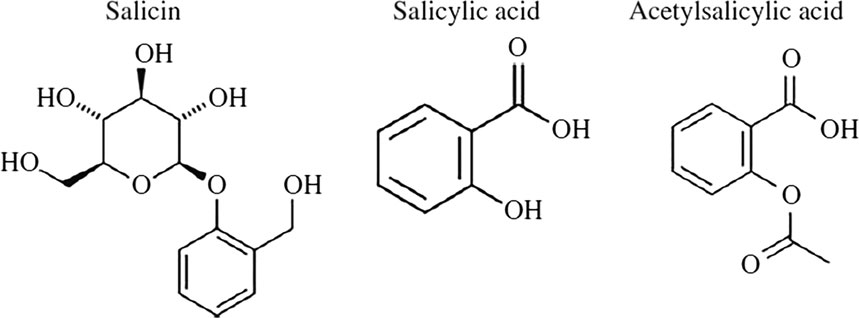 Salicin
Salicylic acid
Acetylsalicylic acid
OH
HO
OH
HO
O
O
OH
O
OH
OH
O
OH
O
O